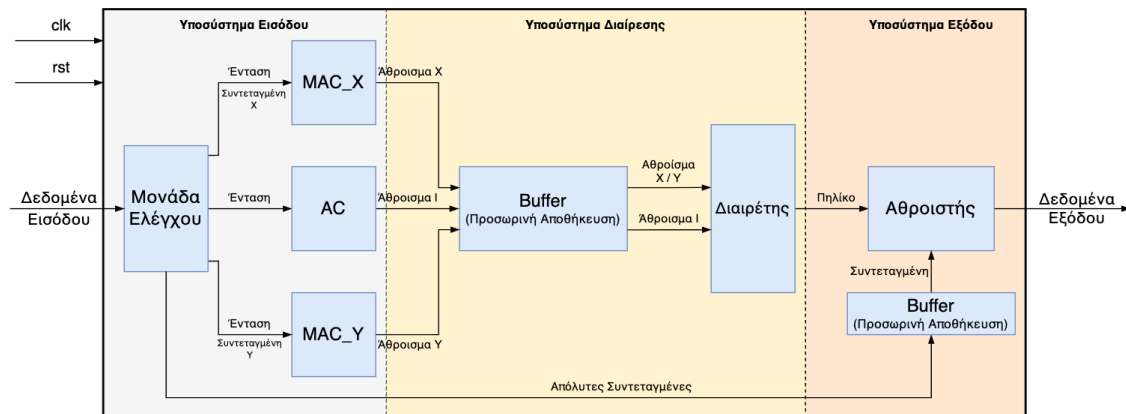 Υποσύστημα Εισόδου
Υποσύστημα Διαίρεσης
Υποσύστημα Εξόδου
clk
rst
Δεδομένα
Εισόδου
Μονάδα
Ελέγχου
Ένταση
Συντεταγμένη
X
MAC_X
Άθροισμα X
Ένταση
AC
Άθροισμα I
Ένταση
Συντεταγμένη
Y
MAC_Y
Άθροισμα Y
Buffer
(Προσωρινή Αποθήκευση)
Αθροίσμα
X / Y
Άθροισμα I
Διαιρέτης
Πηλίκο
Αθροιστής
Δεδομένα
Εξόδου
Συντεταγμένη
Buffer
(Προσωρινή Αποθήκευση)
Απόλυτες Συντεταγμένες